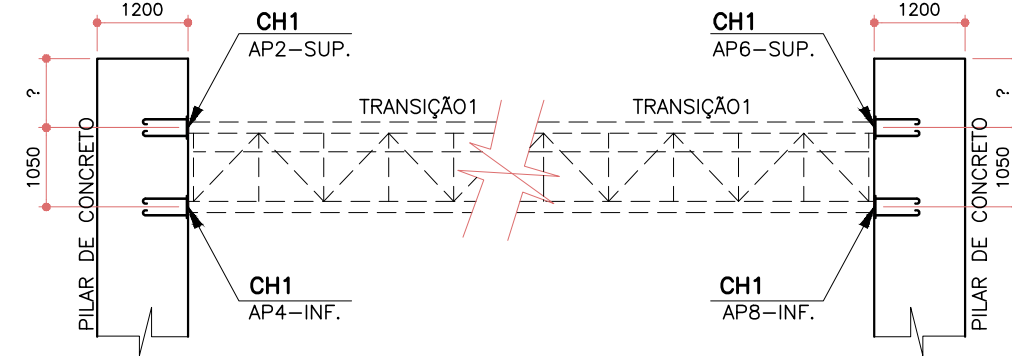 1200
CH1
AP2-SUP.
CH1
AP6-SUP.
1200
?
TRANSIÇÃO1
TRANSIÇÃO1
?
1050
PILAR DE CONCRETO
1050
PILAR DE CONCRETO
CH1
AP4-INF.
CH1
AP8-INF.